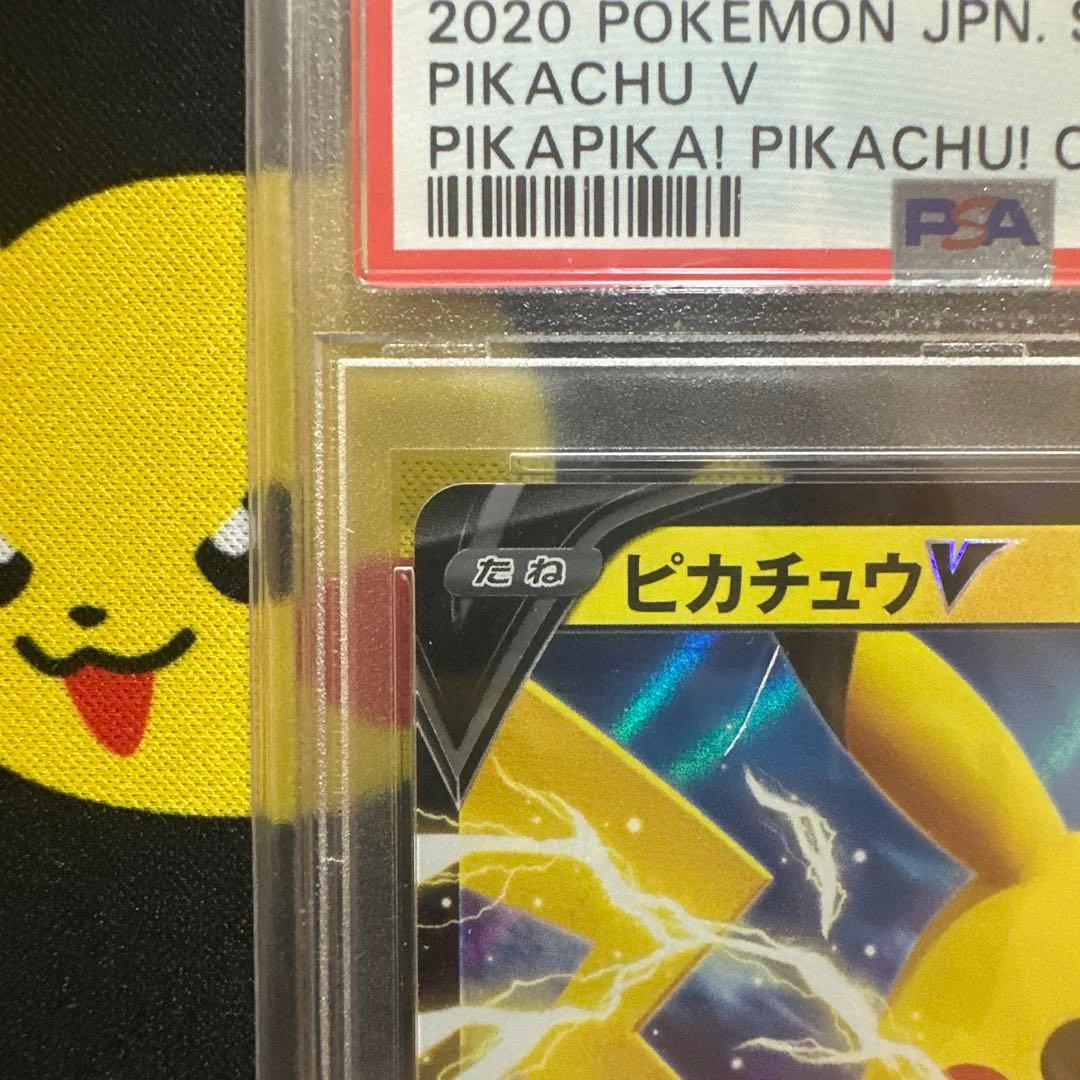 2020 POKEMON JPN.
PIKACHU V
PIKAPIKA! PIKACHU!
PSA
たね ピカチュウV